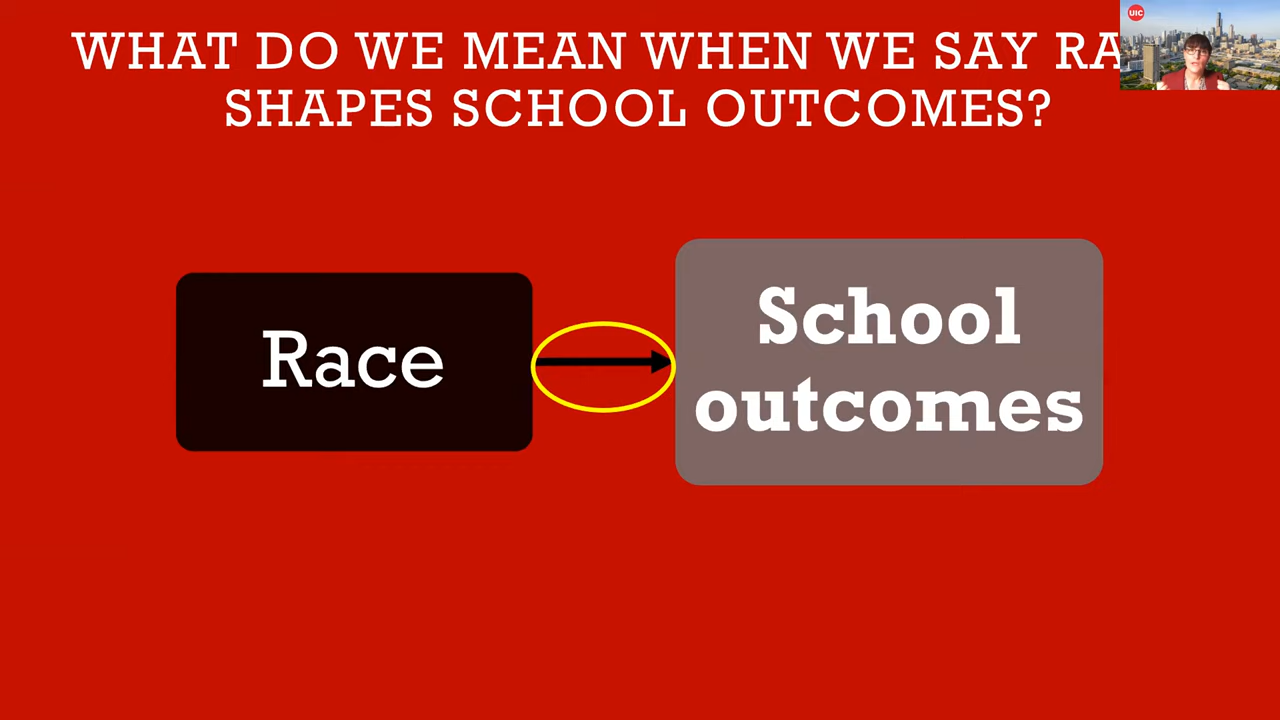 WHAT DO WE MEAN WHEN WE SAY RA
SHAPES SCHOOL OUTCOMES?
UIC
Race
School
outcomes